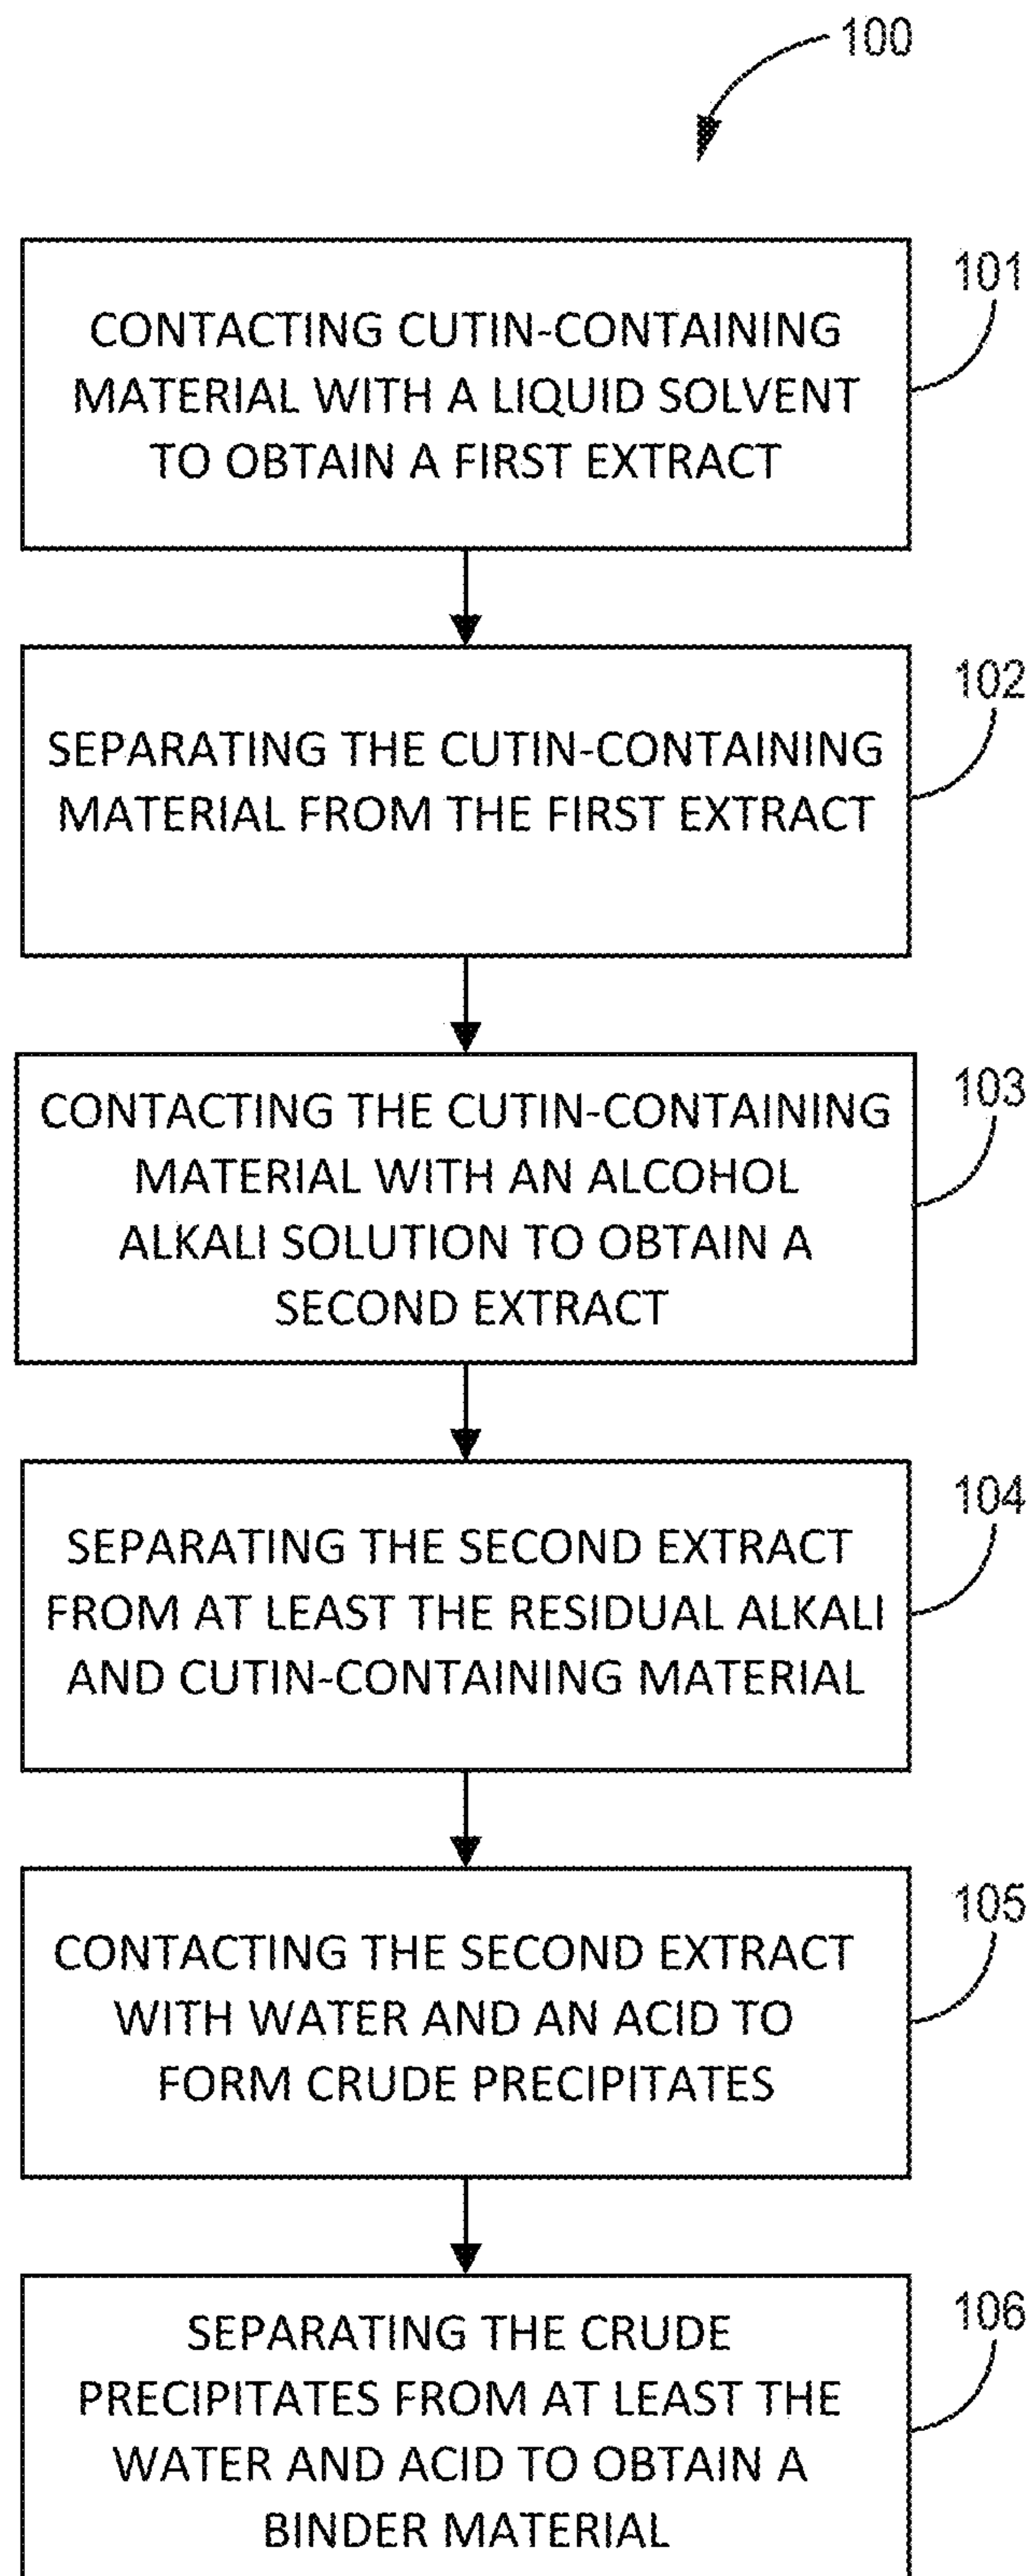 100
101
CONTACTING CUTIN-CONTAINING
MATERIAL WITH A LIQUID SOLVENT
TO OBTAIN A FIRST EXTRACT
102
SEPARATING THE CUTIN-CONTAINING
MATERIAL FROM THE FIRST EXTRACT
103
CONTACTING THE CUTIN-CONTAINING
MATERIAL WITH AN ALCOHOL
ALKALI SOLUTION TO OBTAIN A
SECOND EXTRACT
104
SEPARATING THE SECOND EXTRACT
FROM AT LEAST THE RESIDUAL ALKALI
AND CUTIN-CONTAINING MATERIAL
105
CONTACTING THE SECOND EXTRACT
WITH WATER AND AN ACID TO
FORM CRUDE PRECIPITATES
106
SEPARATING THE CRUDE
PRECIPITATES FROM AT LEAST THE
WATER AND ACID TO OBTAIN A
BINDER MATERIAL